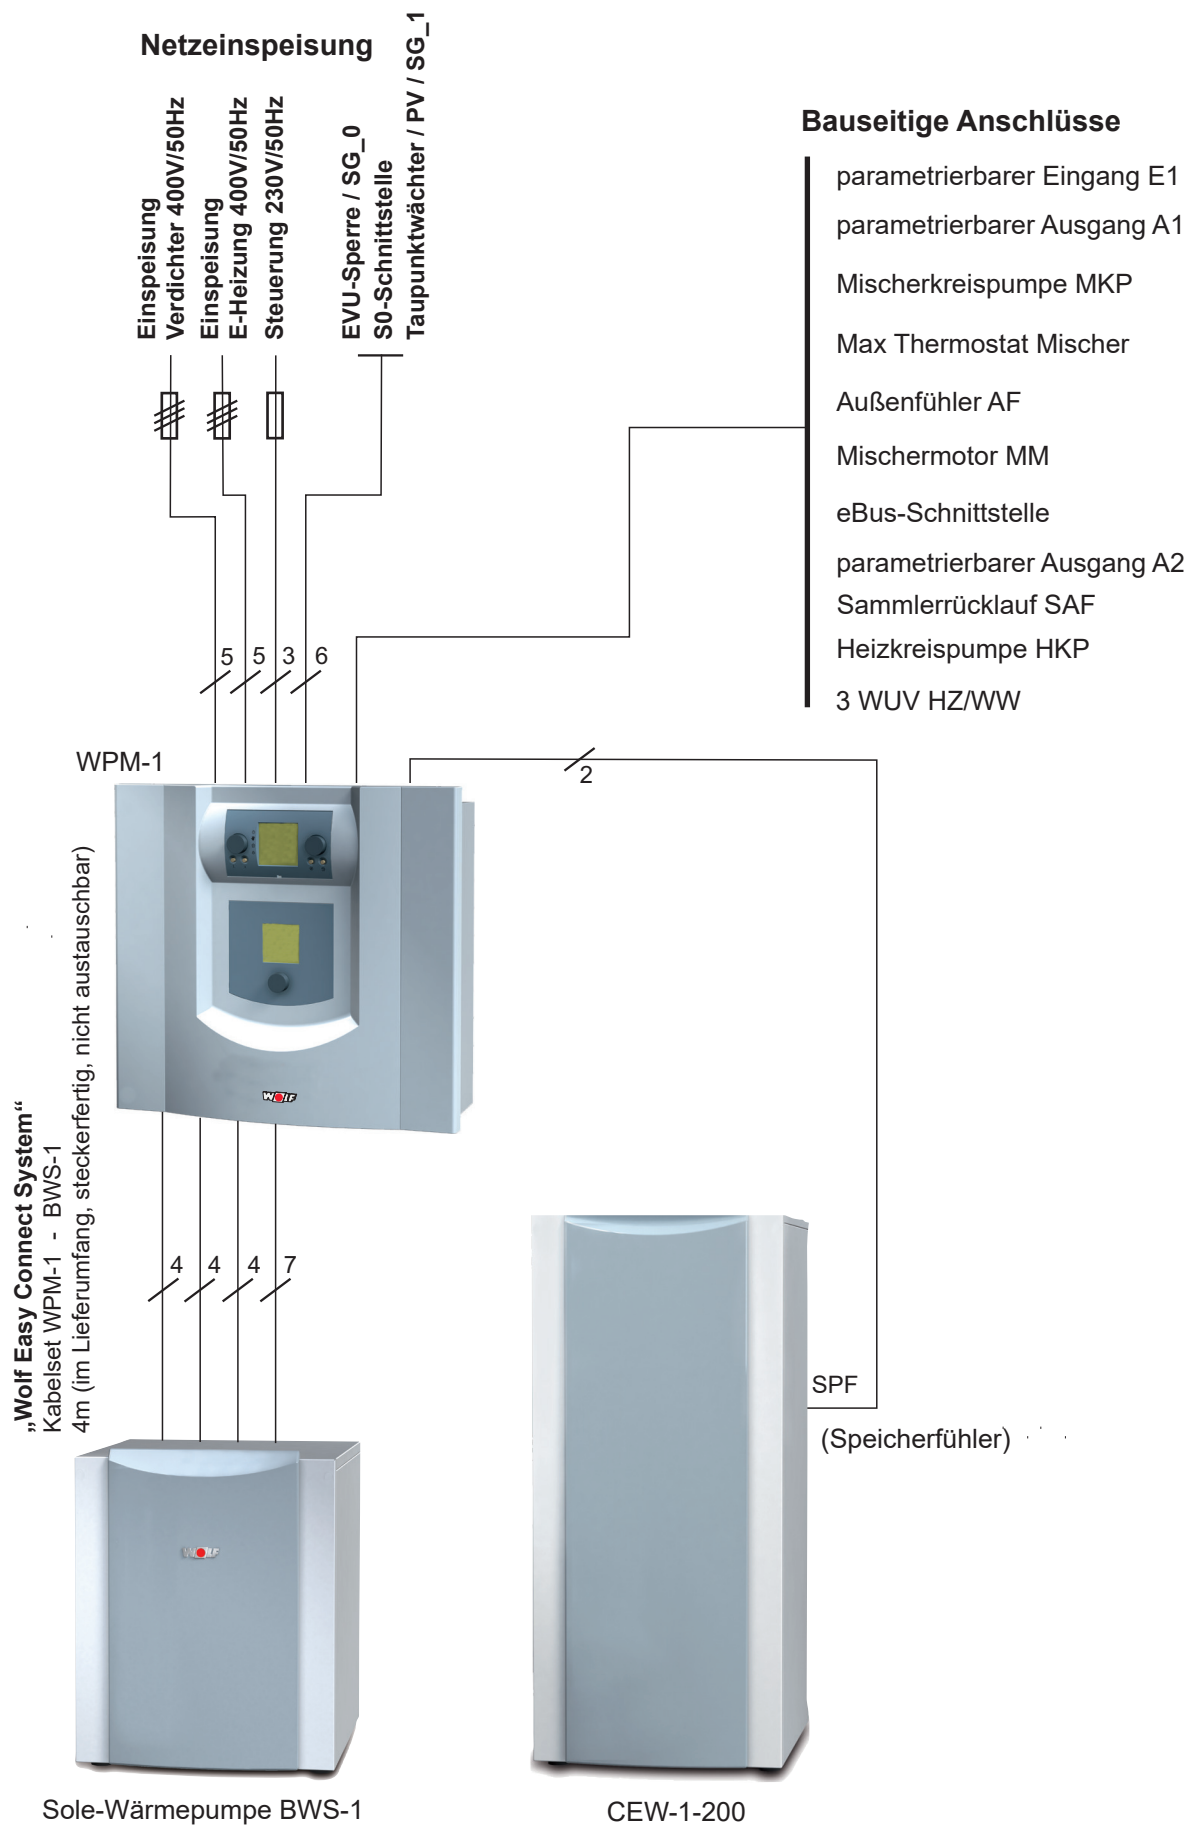 Netzeinspeisung
Einspeisung
Verdichter 400V/50Hz
Einspeisung
E-Heizung 400V/50Hz
Steuerung 230V/50Hz
EVU-Sperre / SG_0
S0-Schnittstelle
Taupunktwächter / PV / SG_1
Bauseitige Anschlüsse
parametrierbarer Eingang E1
parametrierbarer Ausgang A1
Mischerkreispumpe MKP
Max Thermostat Mischer
Außenfühler AF
Mischermotor MM
eBus-Schnittstelle
parametrierbarer Ausgang A2
Sammlerrücklauf SAF
Heizkreispumpe HKP
3 WUV HZ/WW
5 5 3 6
WPM-1
2
WOLF
„Wolf Easy Connect System“
Kabelset WPM-1 - BWS-1
4m (im Lieferumfang, steckerfertig, nicht austauschbar)
4 4 4 7
SPF
(Speicherfühler)
WOLF
Sole-Wärmepumpe BWS-1
CEW-1-200